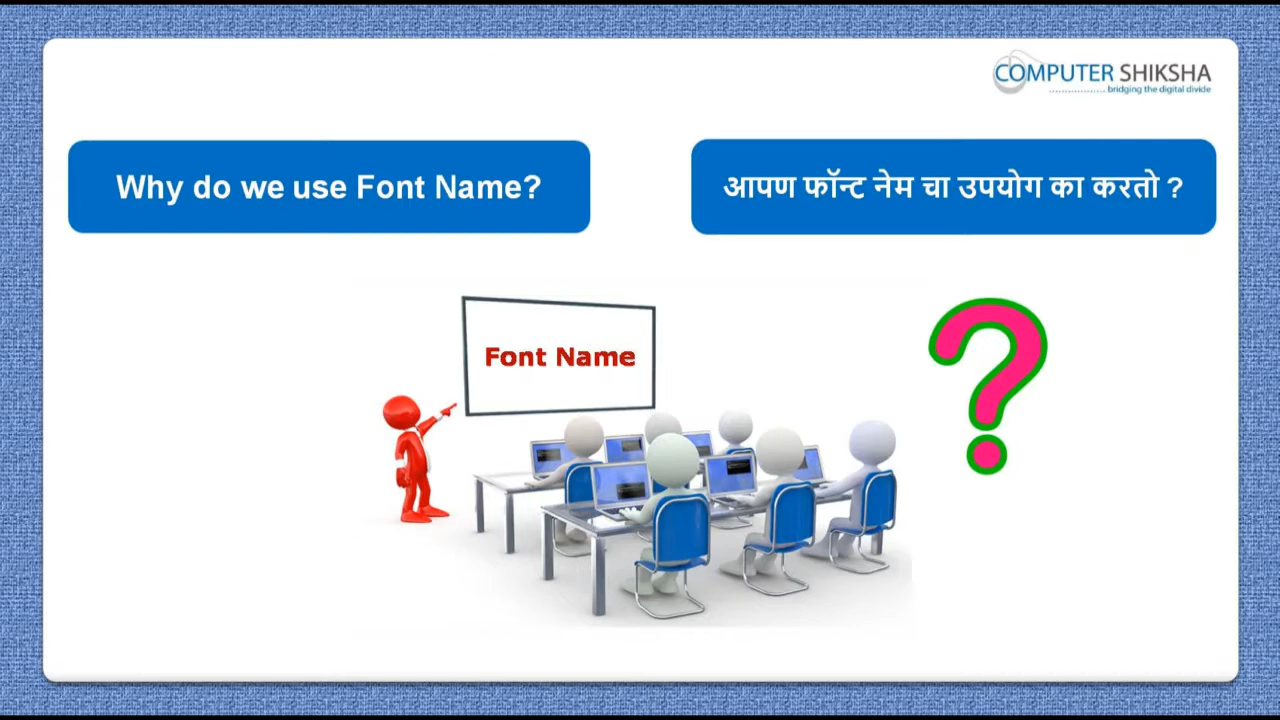 COMPUTER SHIKSHA
bridging the digital divide
Why do we use Font Name?
आपण फॉन्ट नेम चा उपयोग का करतो ?
Font Name
?